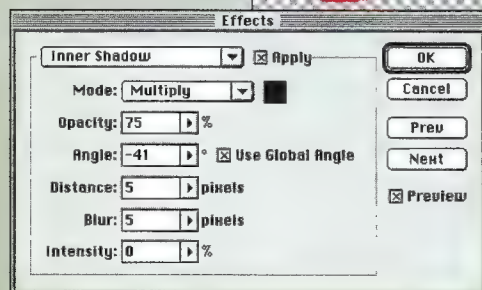 Effects
Inner Shadow Apply
Mode: Multiply
Opacity: 75 %
Angle: -41 ° Use Global Angle
Distance: 5 pixels
Blur: 5 pixels
Intensity: 0 %
OK
Cancel
Prev
Next
Preview